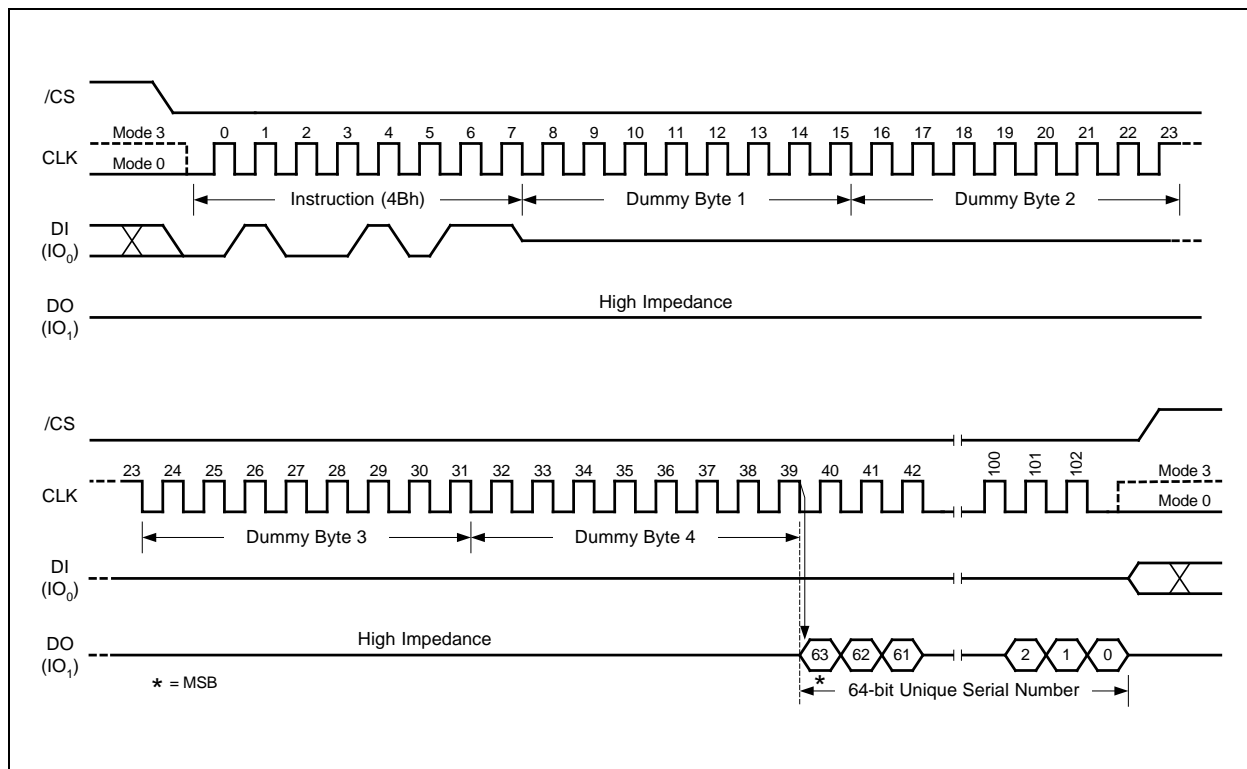 /CS
Mode 3
0 1 2 3 4 5 6 7 8 9 10 11 12 13 14 15 16 17 18 19 20 21 22 23
CLK
Mode 0
Instruction (4Bh) Dummy Byte 1 Dummy Byte 2
DI
(IO0)
High Impedance
DO
(IO1)
/CS
23 24 25 26 27 28 29 30 31 32 33 34 35 36 37 38 39 40 41 42 100 101 102
Mode 3
CLK
Mode 0
Dummy Byte 3 Dummy Byte 4
DI
(IO0)
High Impedance
DO
(IO1)
63 62 61 2 1 0
* = MSB
*
64-bit Unique Serial Number